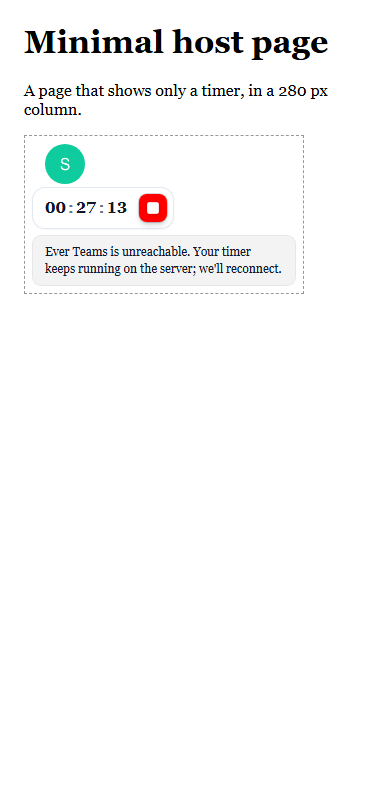 Minimal host page
A page that shows only a timer, in a 280 px
column.
S
00:27:13
Ever Teams is unreachable. Your timer
keeps running on the server; we'll reconnect.